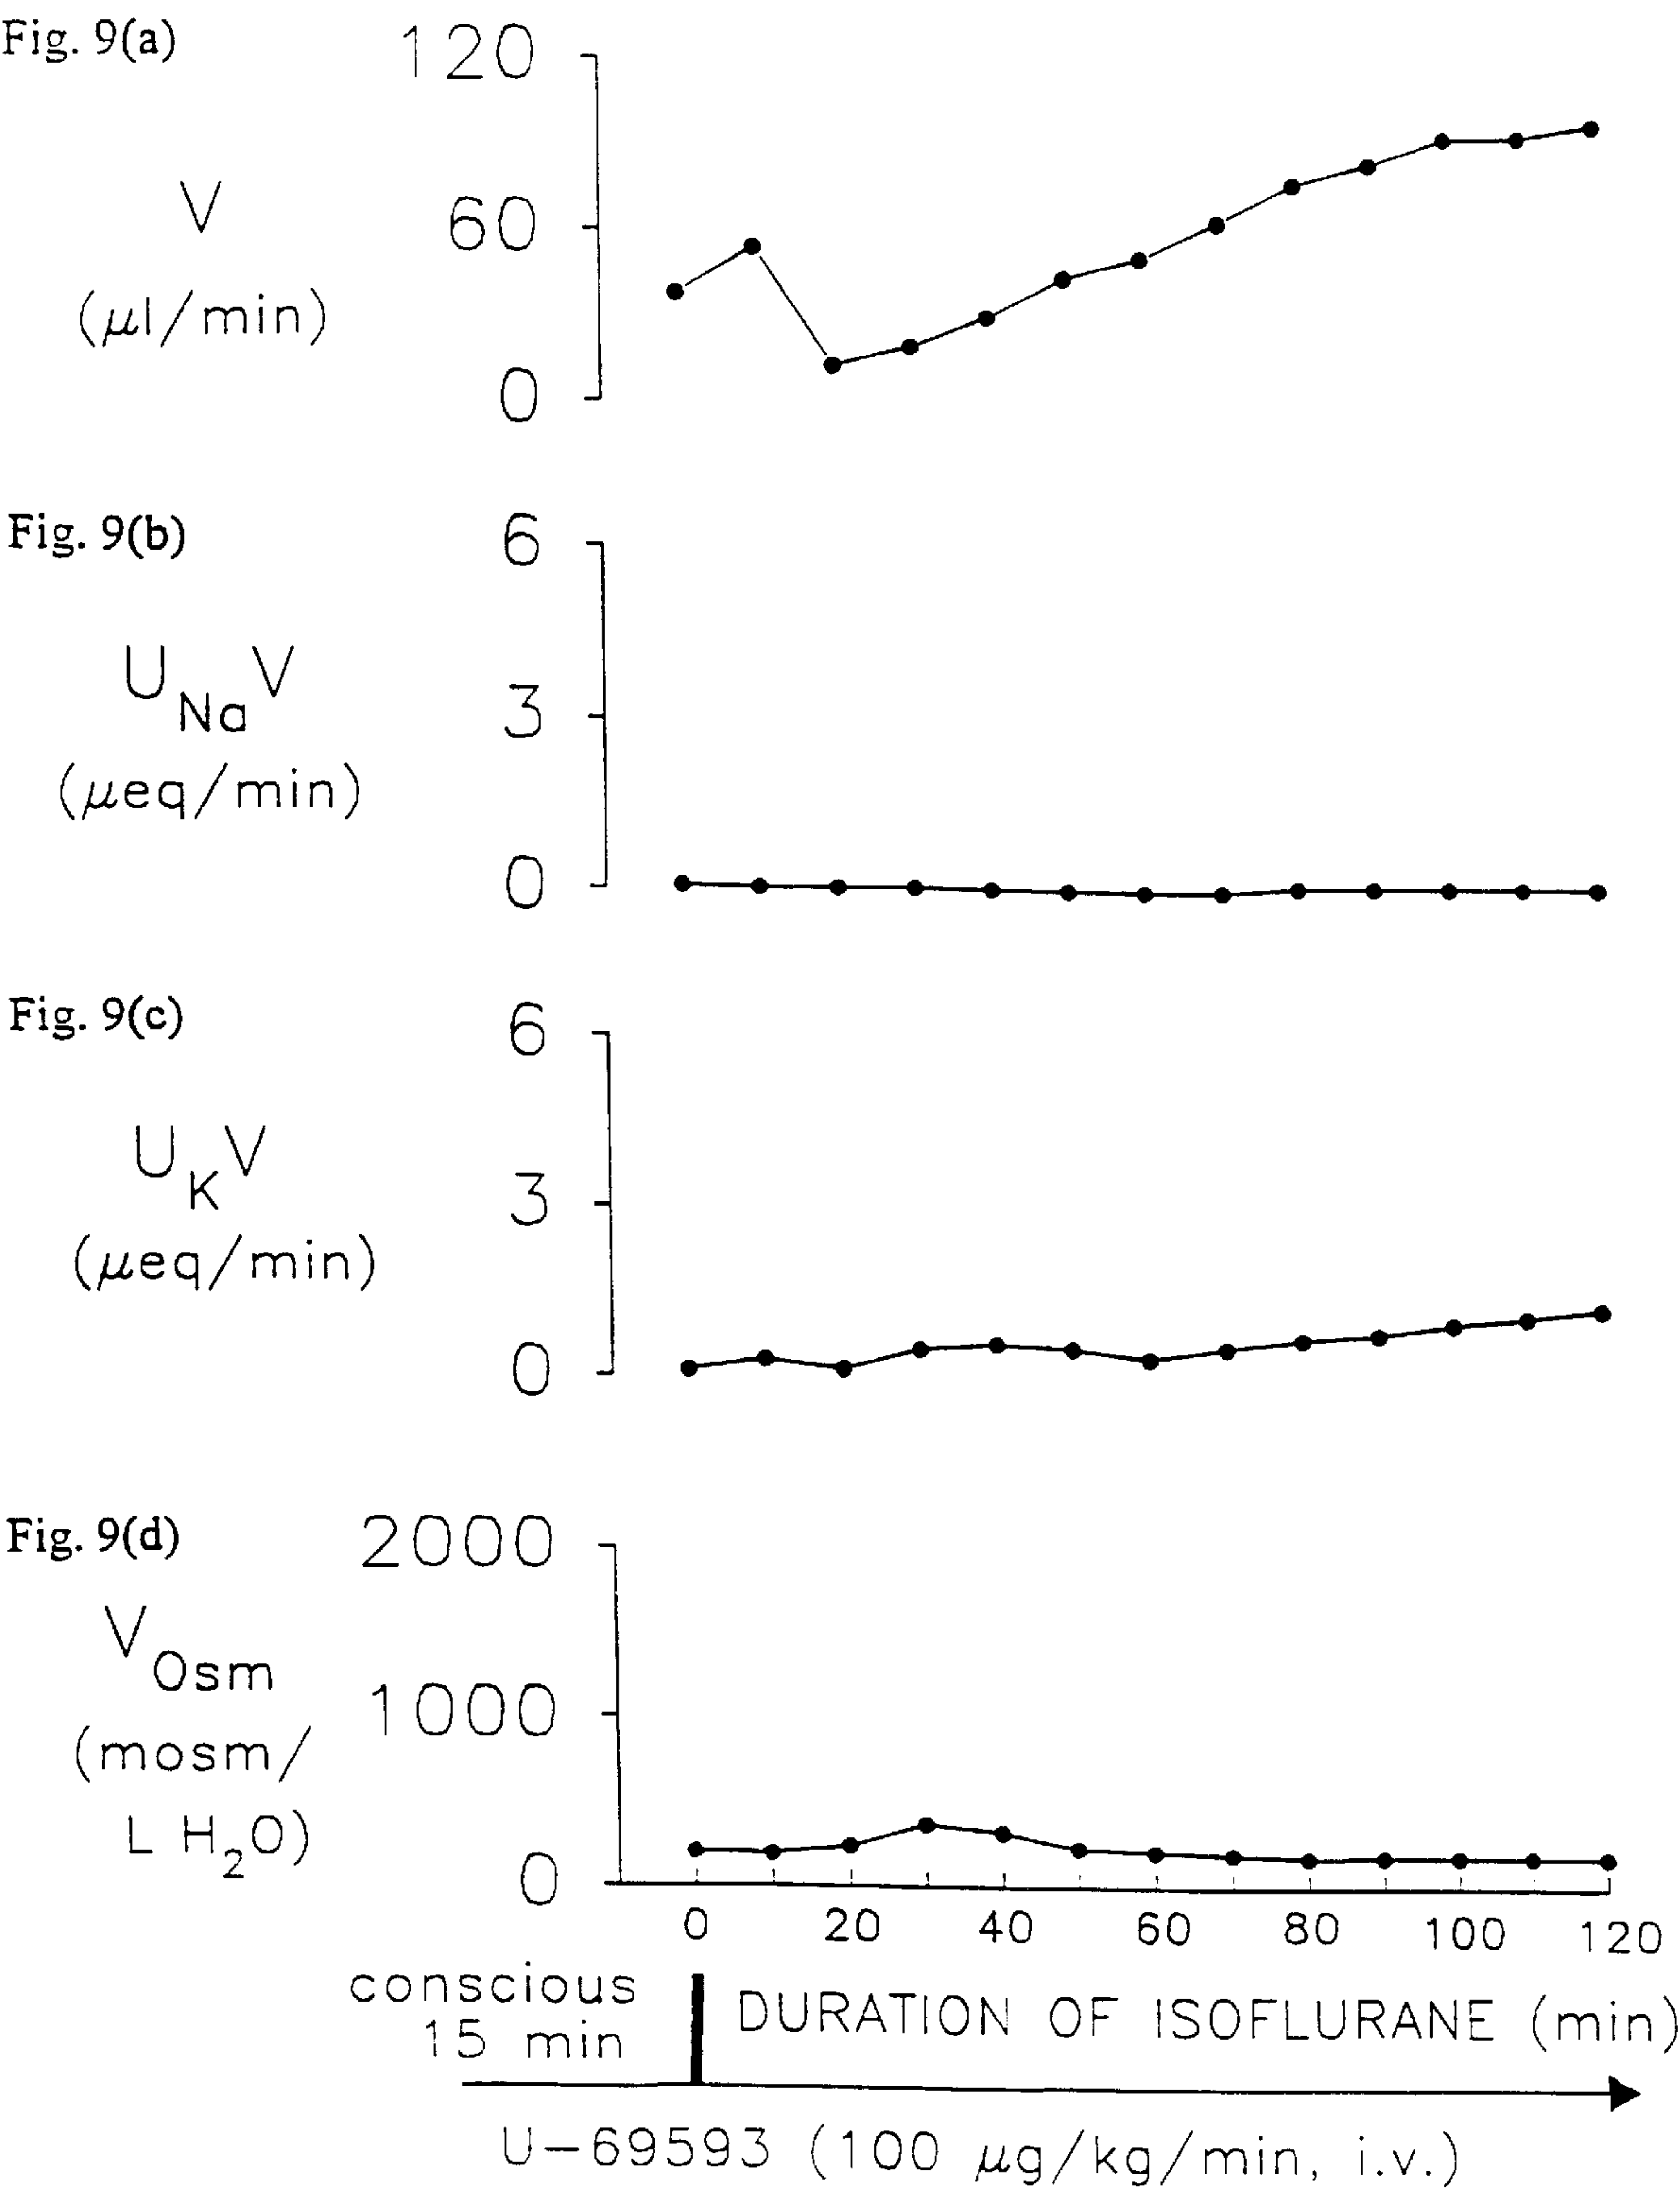 Fig. 9(a)
120
V
60
(μl/min)
0
Fig. 9(b)
6
U_Na V
3
(μeq/min)
0
Fig. 9(c)
6
U_K V
3
(μeq/min)
0
Fig. 9(d)
2000
V_Osm
1000
(mosm/
L H₂O)
0
0 20 40 60 80 100 120
conscious
15 min
DURATION OF ISOFLURANE (min)
U-69593 (100 μg/kg/min, i.v.)